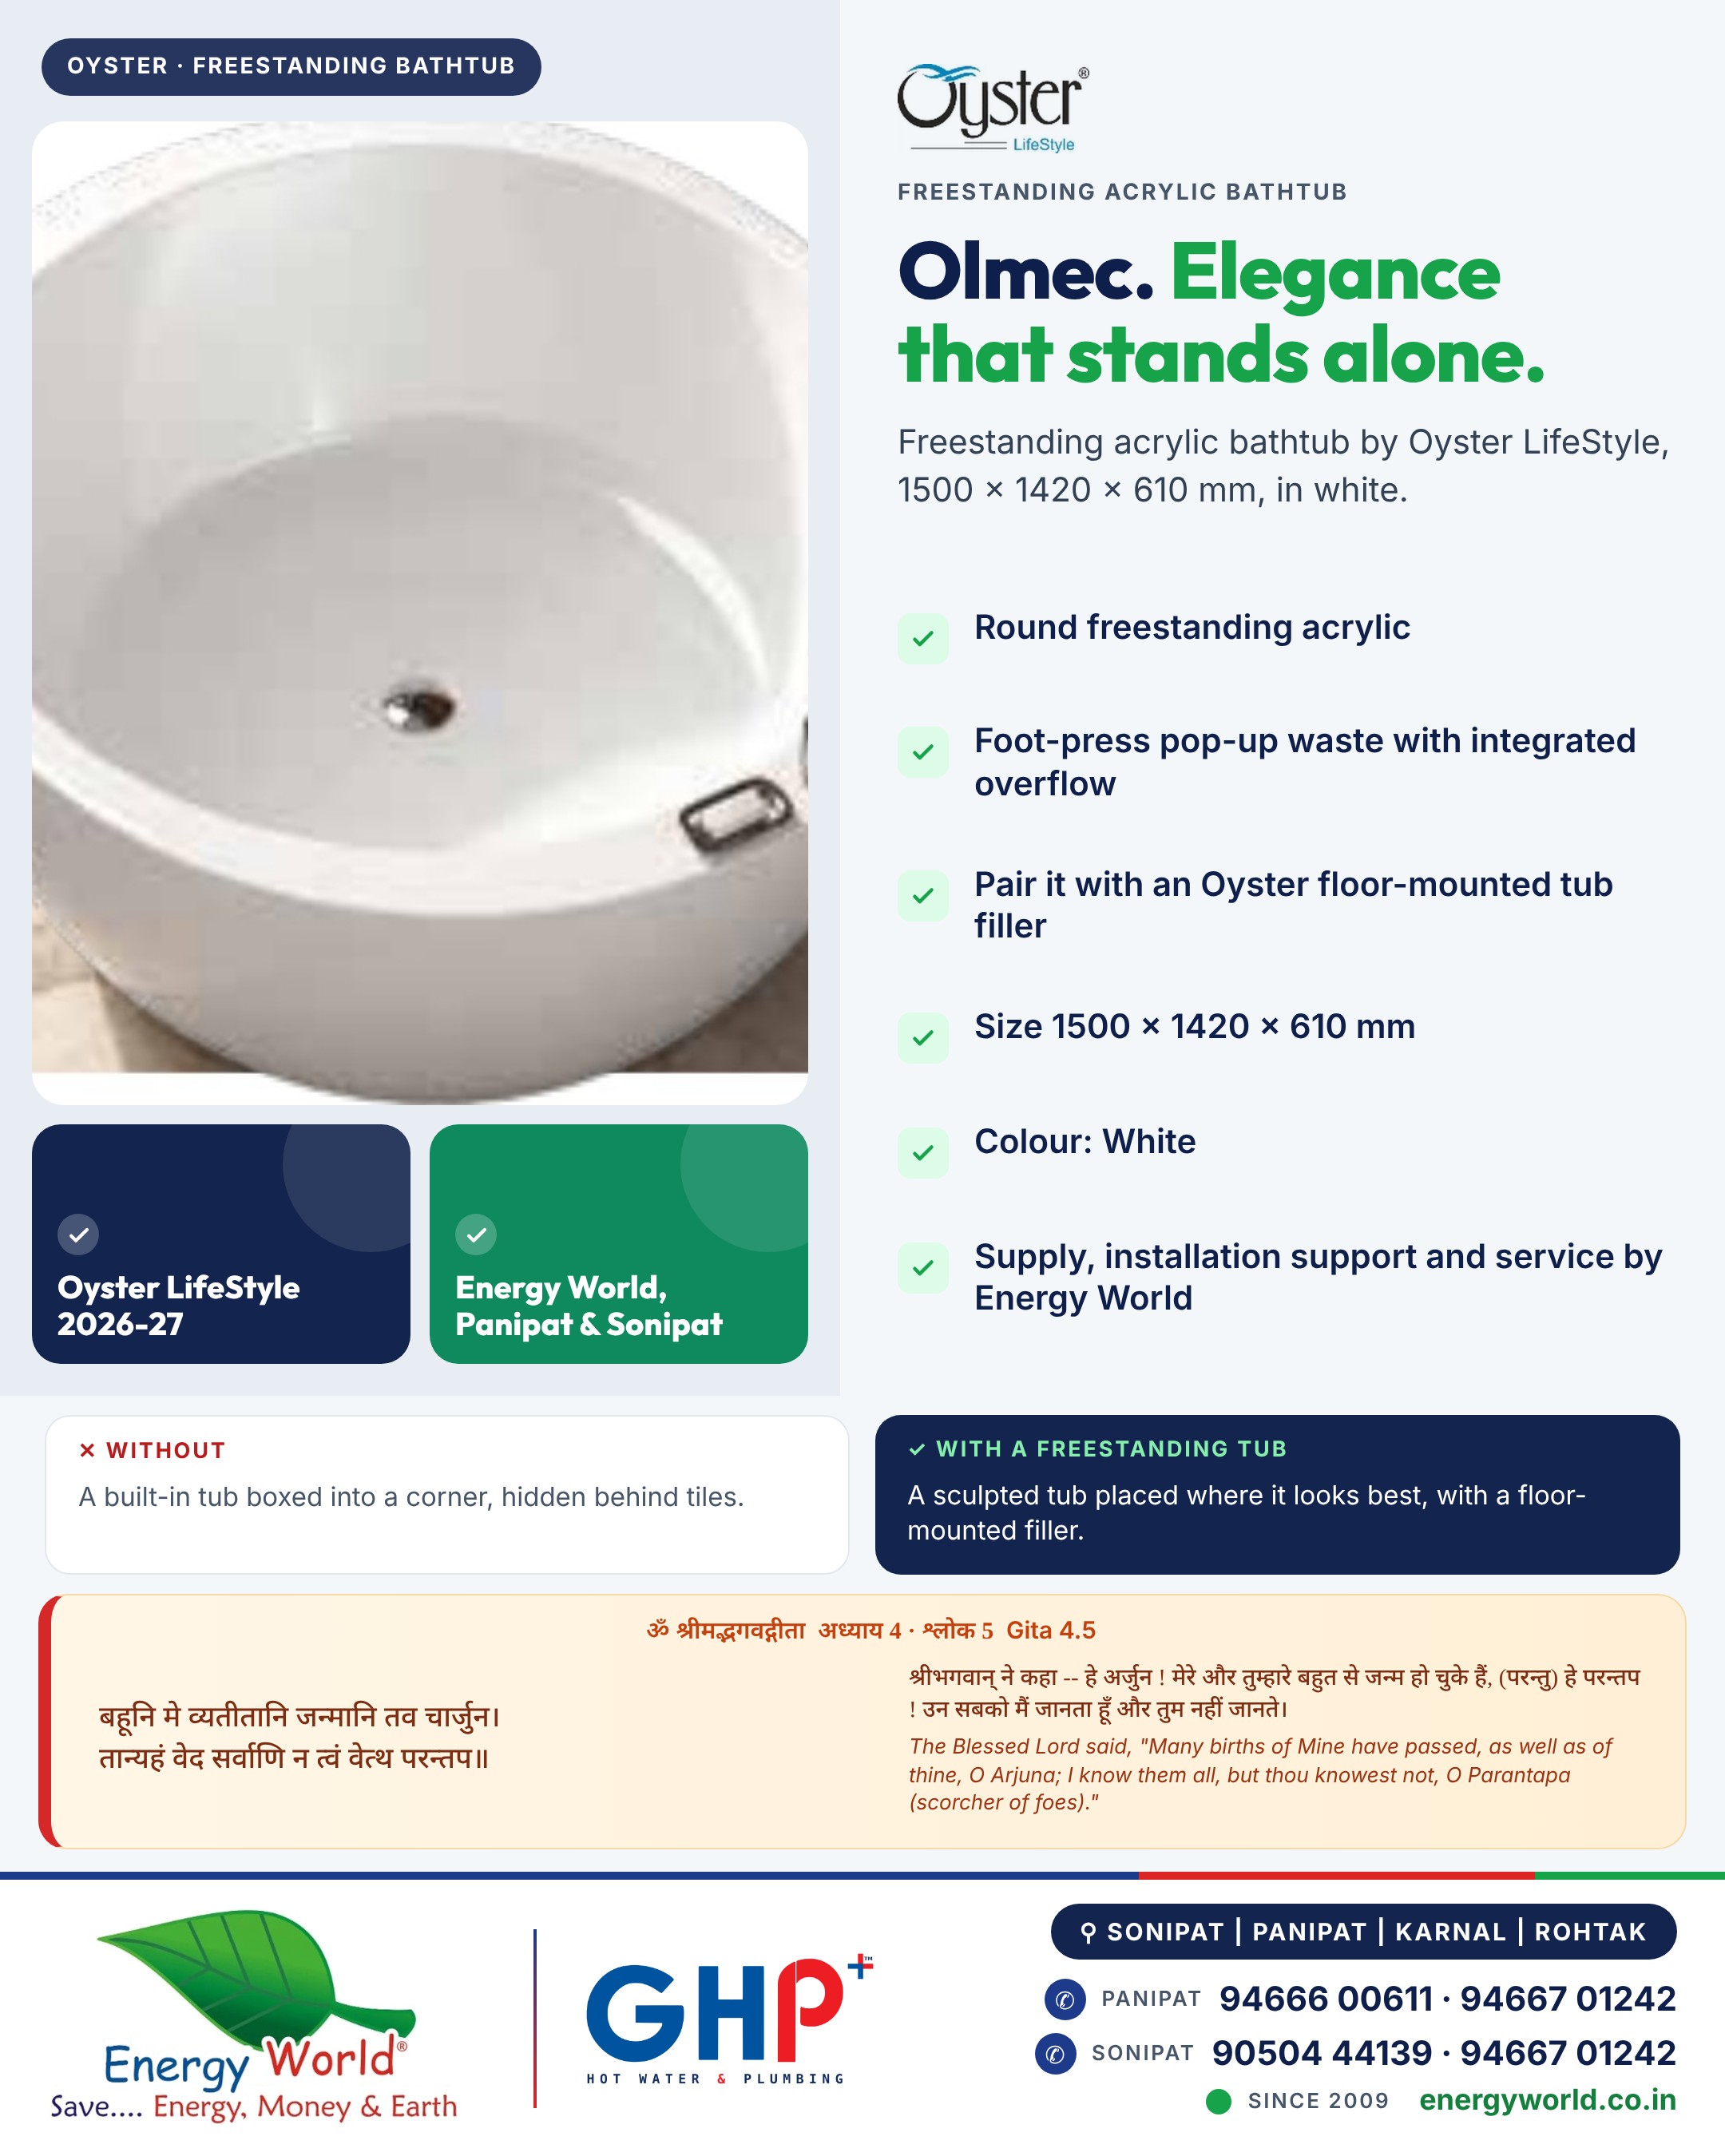 OYSTER · FREESTANDING BATHTUB
Oyster®
LifeStyle
FREESTANDING ACRYLIC BATHTUB
Olmec. Elegance
that stands alone.
Freestanding acrylic bathtub by Oyster LifeStyle,
1500 × 1420 × 610 mm, in white.
Round freestanding acrylic
Foot-press pop-up waste with integrated
overflow
Pair it with an Oyster floor-mounted tub
filler
Size 1500 × 1420 × 610 mm
Colour: White
Supply, installation support and service by
Energy World
Oyster LifeStyle
2026-27
Energy World,
Panipat & Sonipat
× WITHOUT
A built-in tub boxed into a corner, hidden behind tiles.
✓ WITH A FREESTANDING TUB
A sculpted tub placed where it looks best, with a floor-
mounted filler.
ॐ श्रीमद्भगवद्गीता अध्याय 4 · श्लोक 5 Gita 4.5
बहूनि मे व्यतीतानि जन्मानि तव चार्जुन।
तान्यहं वेद सर्वाणि न त्वं वेत्थ परन्तप॥
श्रीभगवान् ने कहा -- हे अर्जुन ! मेरे और तुम्हारे बहुत से जन्म हो चुके हैं, (परन्तु) हे परन्तप
! उन सबको मैं जानता हूँ और तुम नहीं जानते।
The Blessed Lord said, "Many births of Mine have passed, as well as of
thine, O Arjuna; I know them all, but thou knowest not, O Parantapa
(scorcher of foes)."
Energy World®
Save.... Energy, Money & Earth
GHP+™
HOT WATER & PLUMBING
SONIPAT | PANIPAT | KARNAL | ROHTAK
PANIPAT 94666 00611 · 94667 01242
SONIPAT 90504 44139 · 94667 01242
SINCE 2009 energyworld.co.in